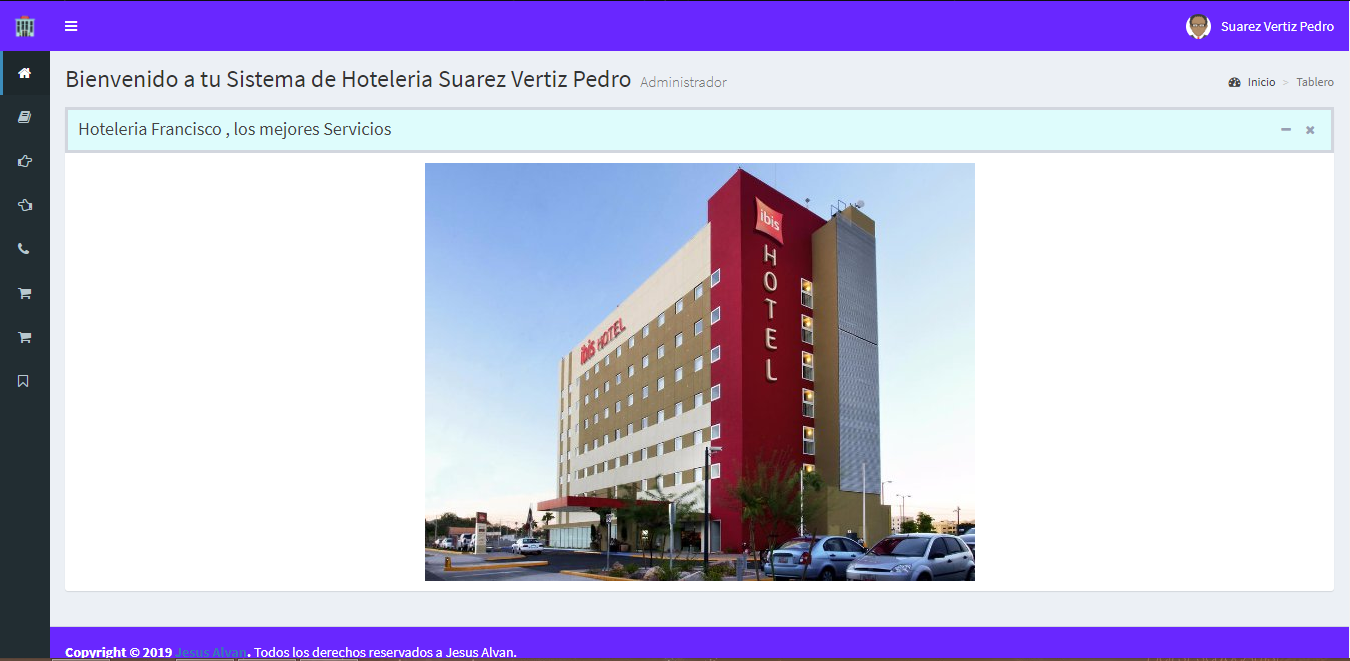 Suarez Vertiz Pedro
Bienvenido a tu Sistema de Hoteleria Suarez Vertiz Pedro Administrador
Inicio > Tablero
Hoteleria Francisco , los mejores Servicios
ibis
HOTEL
ibis HOTEL
Copyright © 2019 Jesus Alvan. Todos los derechos reservados a Jesus Alvan.